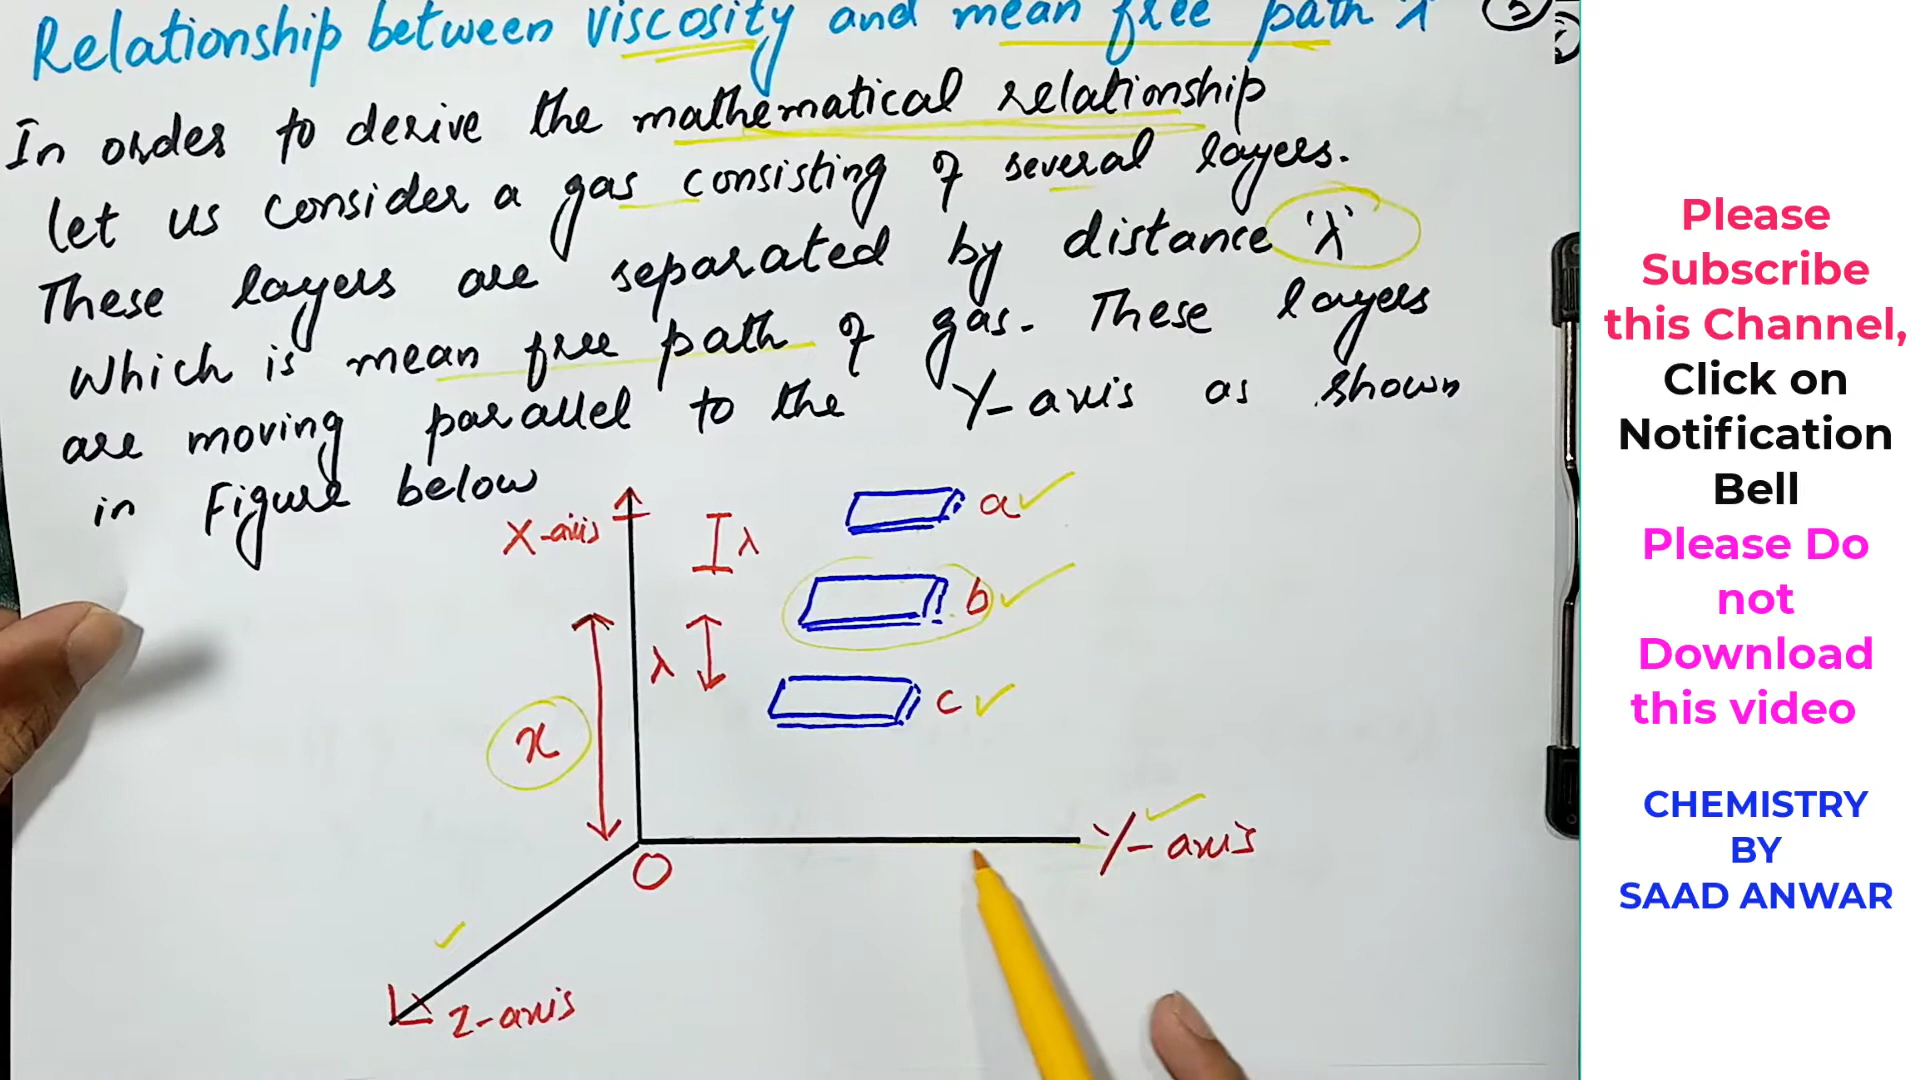 Relationship between viscosity and mean free path λ
In order to derive the mathematical relationship
let us consider a gas consisting of several layers.
These layers are separated by distance 'λ'
Which is mean free path of gas. These layers
are moving parallel to the Y-axis as shown
in Figure below
X-axis
λ
a
b
λ
c
x
O
Y-axis
Z-axis
Please
Subscribe
this Channel,
Click on
Notification
Bell
Please Do
not
Download
this video
CHEMISTRY
BY
SAAD ANWAR